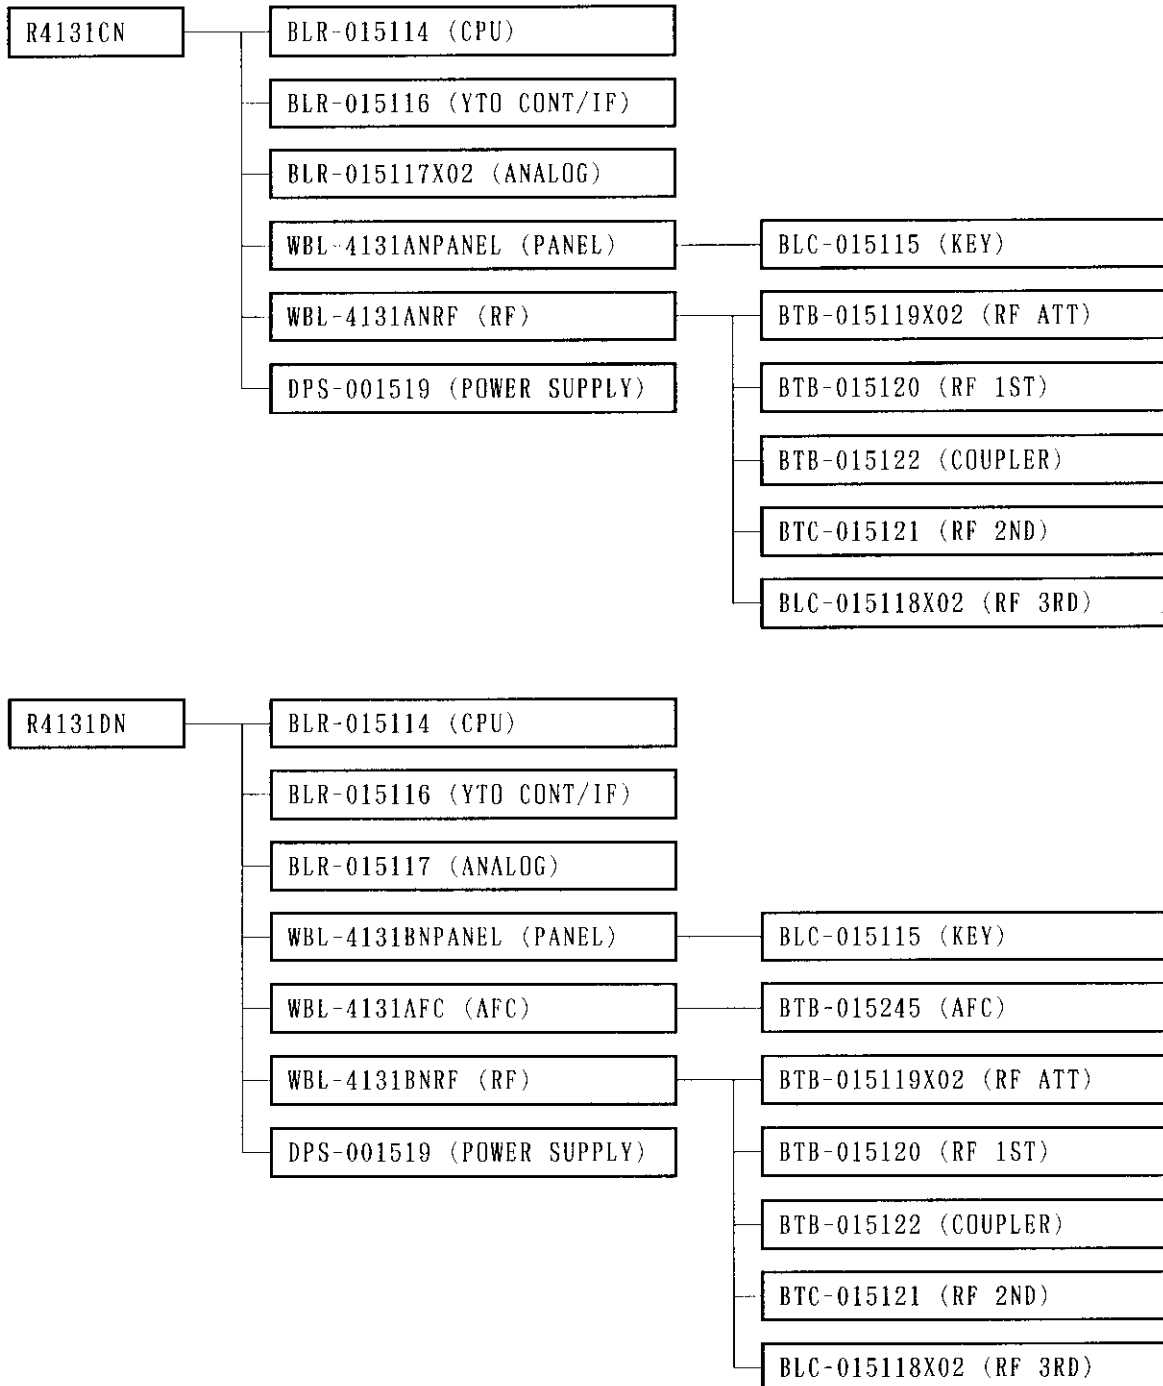 R4131CN
BLR-015114 (CPU)
BLR-015116 (YTO CONT/IF)
BLR-015117X02 (ANALOG)
WBL-4131ANPANEL (PANEL)
BLC-015115 (KEY)
WBL-4131ANRF (RF)
BTB-015119X02 (RF ATT)
DPS-001519 (POWER SUPPLY)
BTB-015120 (RF 1ST)
BTB-015122 (COUPLER)
BTC-015121 (RF 2ND)
BLC-015118X02 (RF 3RD)
R4131DN
BLR-015114 (CPU)
BLR-015116 (YTO CONT/IF)
BLR-015117 (ANALOG)
WBL-4131BNPANEL (PANEL)
BLC-015115 (KEY)
WBL-4131AFC (AFC)
BTB-015245 (AFC)
WBL-4131BNRF (RF)
BTB-015119X02 (RF ATT)
DPS-001519 (POWER SUPPLY)
BTB-015120 (RF 1ST)
BTB-015122 (COUPLER)
BTC-015121 (RF 2ND)
BLC-015118X02 (RF 3RD)